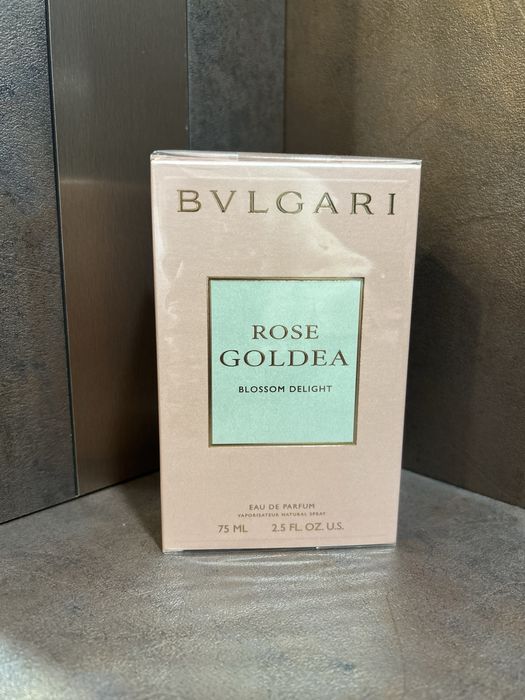 BVLGARI
ROSE
GOLDEA
BLOSSOM DELIGHT
EAU DE PARFUM
VAPORISATEUR NATURAL SPRAY
75 ML 2.5 FL. OZ. U.S.